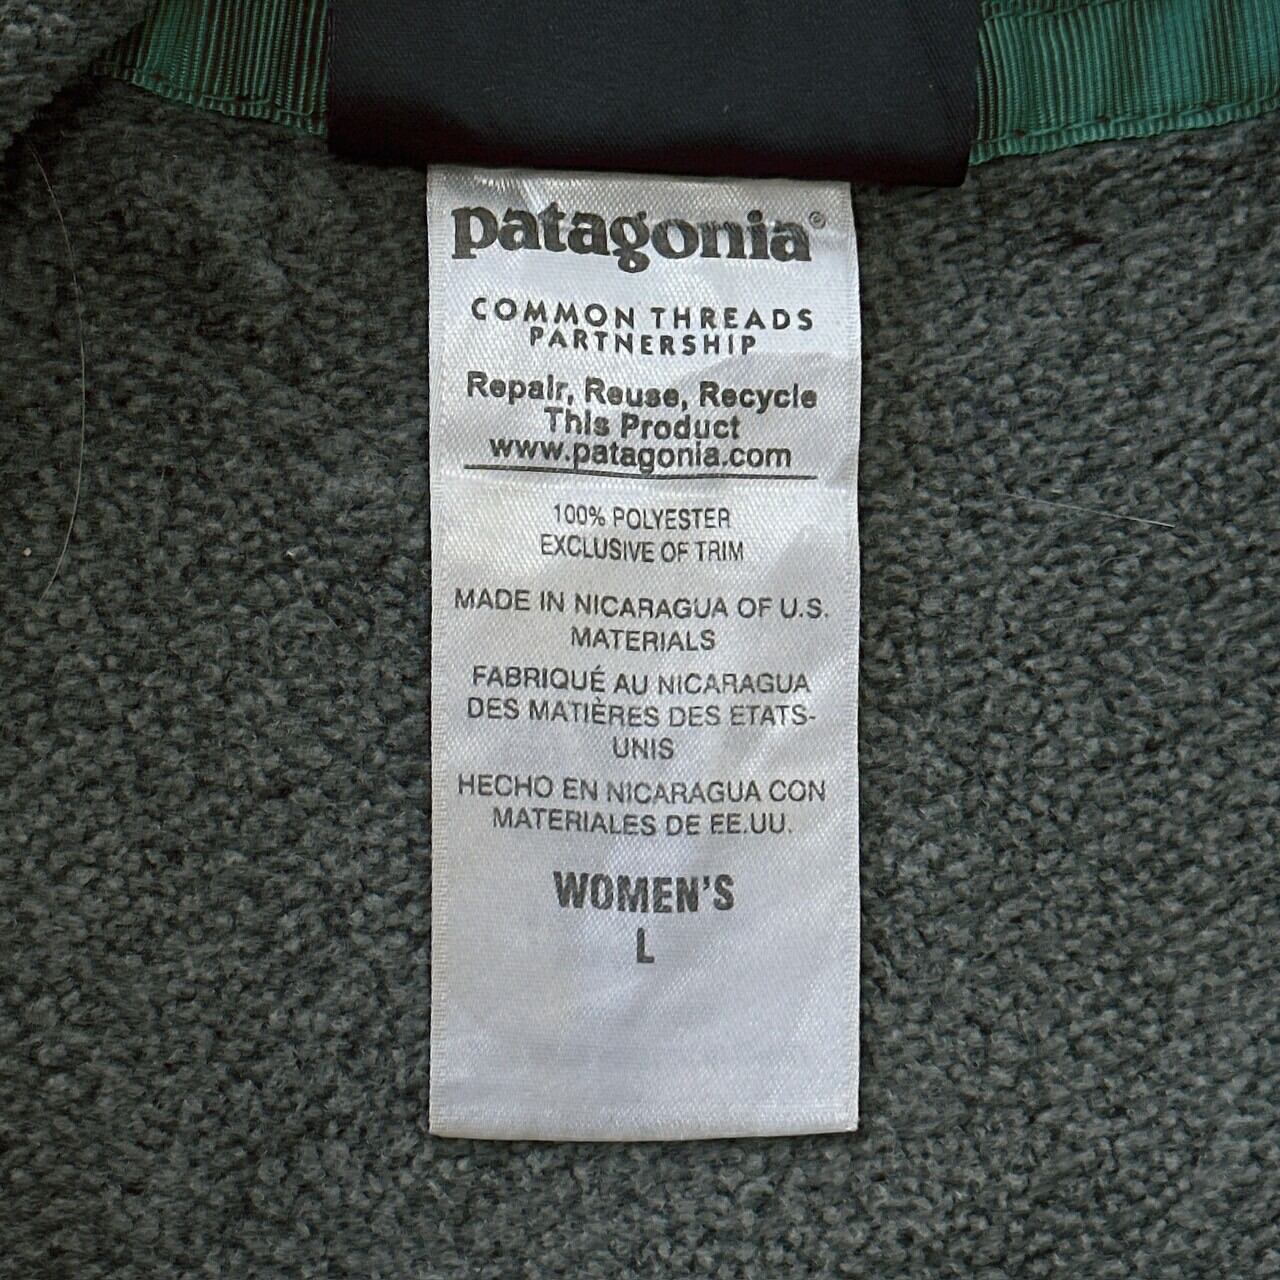 patagonia®
COMMON THREADS
PARTNERSHIP
Repair, Reuse, Recycle
This Product
www.patagonia.com
100% POLYESTER
EXCLUSIVE OF TRIM
MADE IN NICARAGUA OF U.S.
MATERIALS
FABRIQUÉ AU NICARAGUA
DES MATIÈRES DES ETATS-
UNIS
HECHO EN NICARAGUA CON
MATERIALES DE EE.UU.
WOMEN'S
L